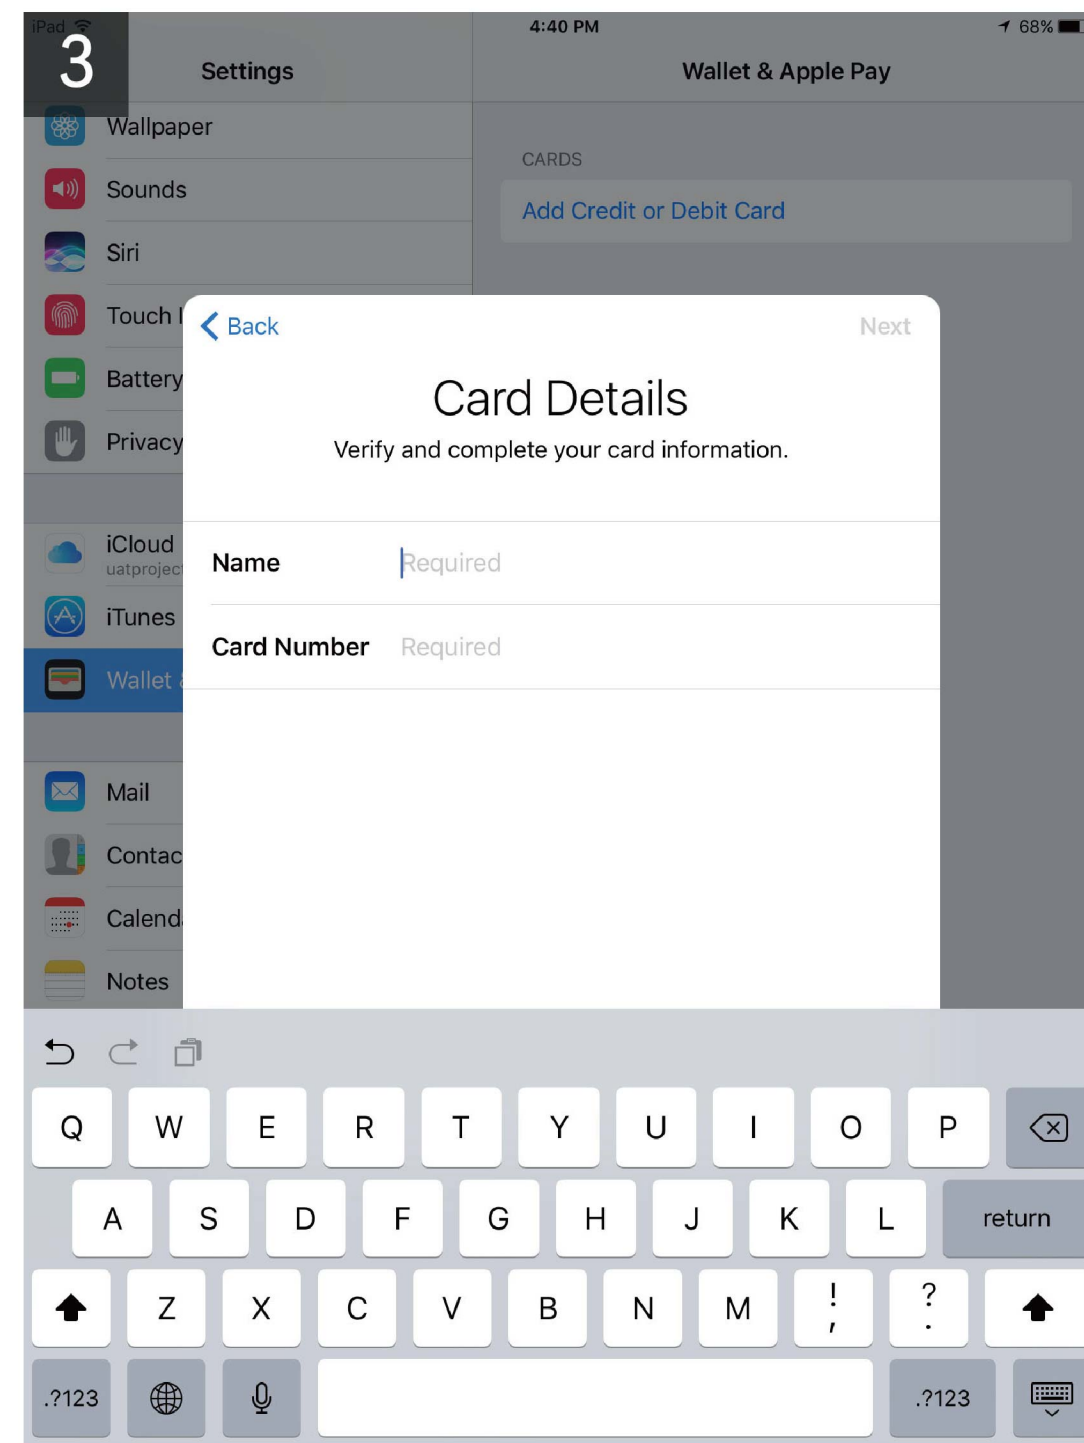 iPad 4:40 PM 68%
3
Settings
Wallet & Apple Pay
Wallpaper
Sounds
Siri
Touch I
Battery
Privacy
iCloud
uatprojec
iTunes
Wallet &
Mail
Contac
Calend
Notes
CARDS
Add Credit or Debit Card
Back Next
Card Details
Verify and complete your card information.
Name Required
Card Number Required
Q W E R T Y U I O P
A S D F G H J K L return
Z X C V B N M ! , ? .
.?123 .?123